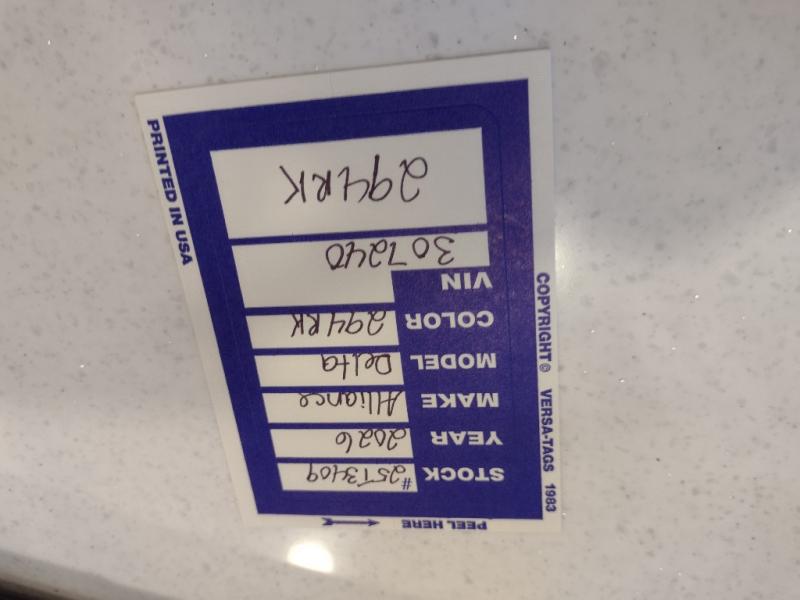 PEEL HERE
STOCK #25T3409
YEAR 2026
MAKE Alliance
MODEL Delta
COLOR 294RK
VIN
307240
294RK
COPYRIGHT © VERSA-TAGS 1983
PRINTED IN USA